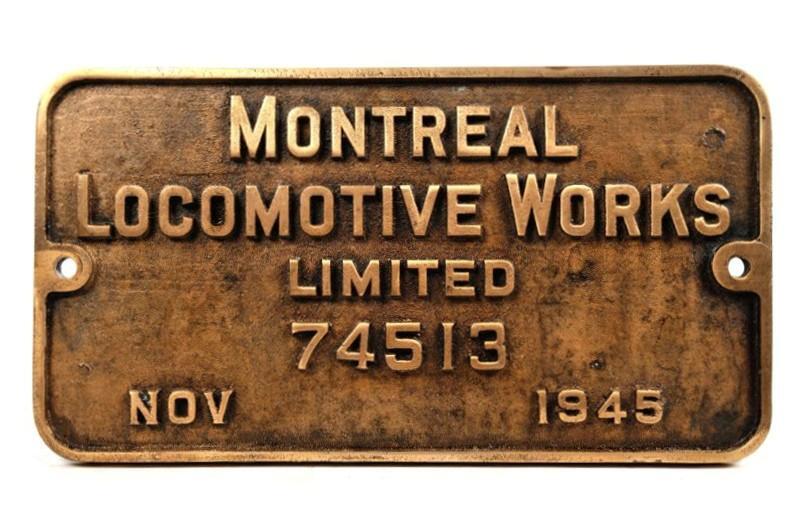 MONTREAL
LOCOMOTIVE WORKS
LIMITED
74513
NOV 1945